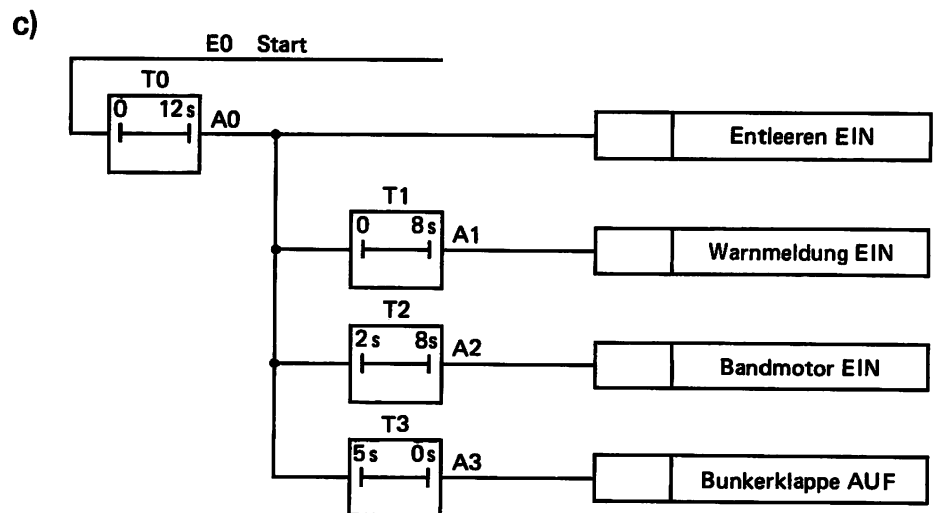 c)
E0 Start
T0
0 12s
A0
Entleeren EIN
T1
0 8s
A1
Warnmeldung EIN
T2
2s 8s
A2
Bandmotor EIN
T3
5s 0s
A3
Bunkerklappe AUF